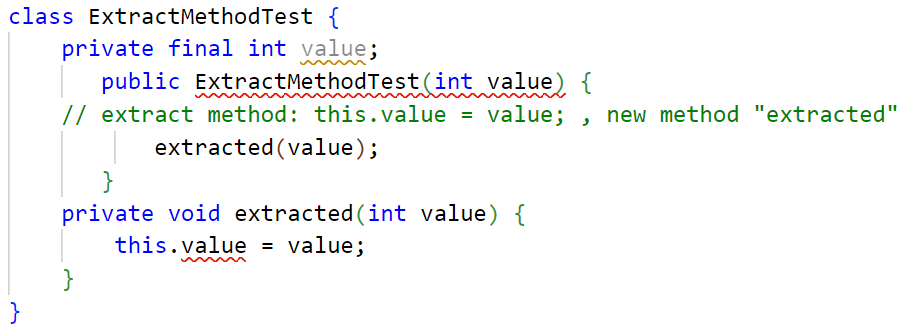 class ExtractMethodTest {
    private final int value;
       public ExtractMethodTest(int value) {
    // extract method: this.value = value; , new method "extracted"
           extracted(value);
       }
    private void extracted(int value) {
        this.value = value;
    }
}